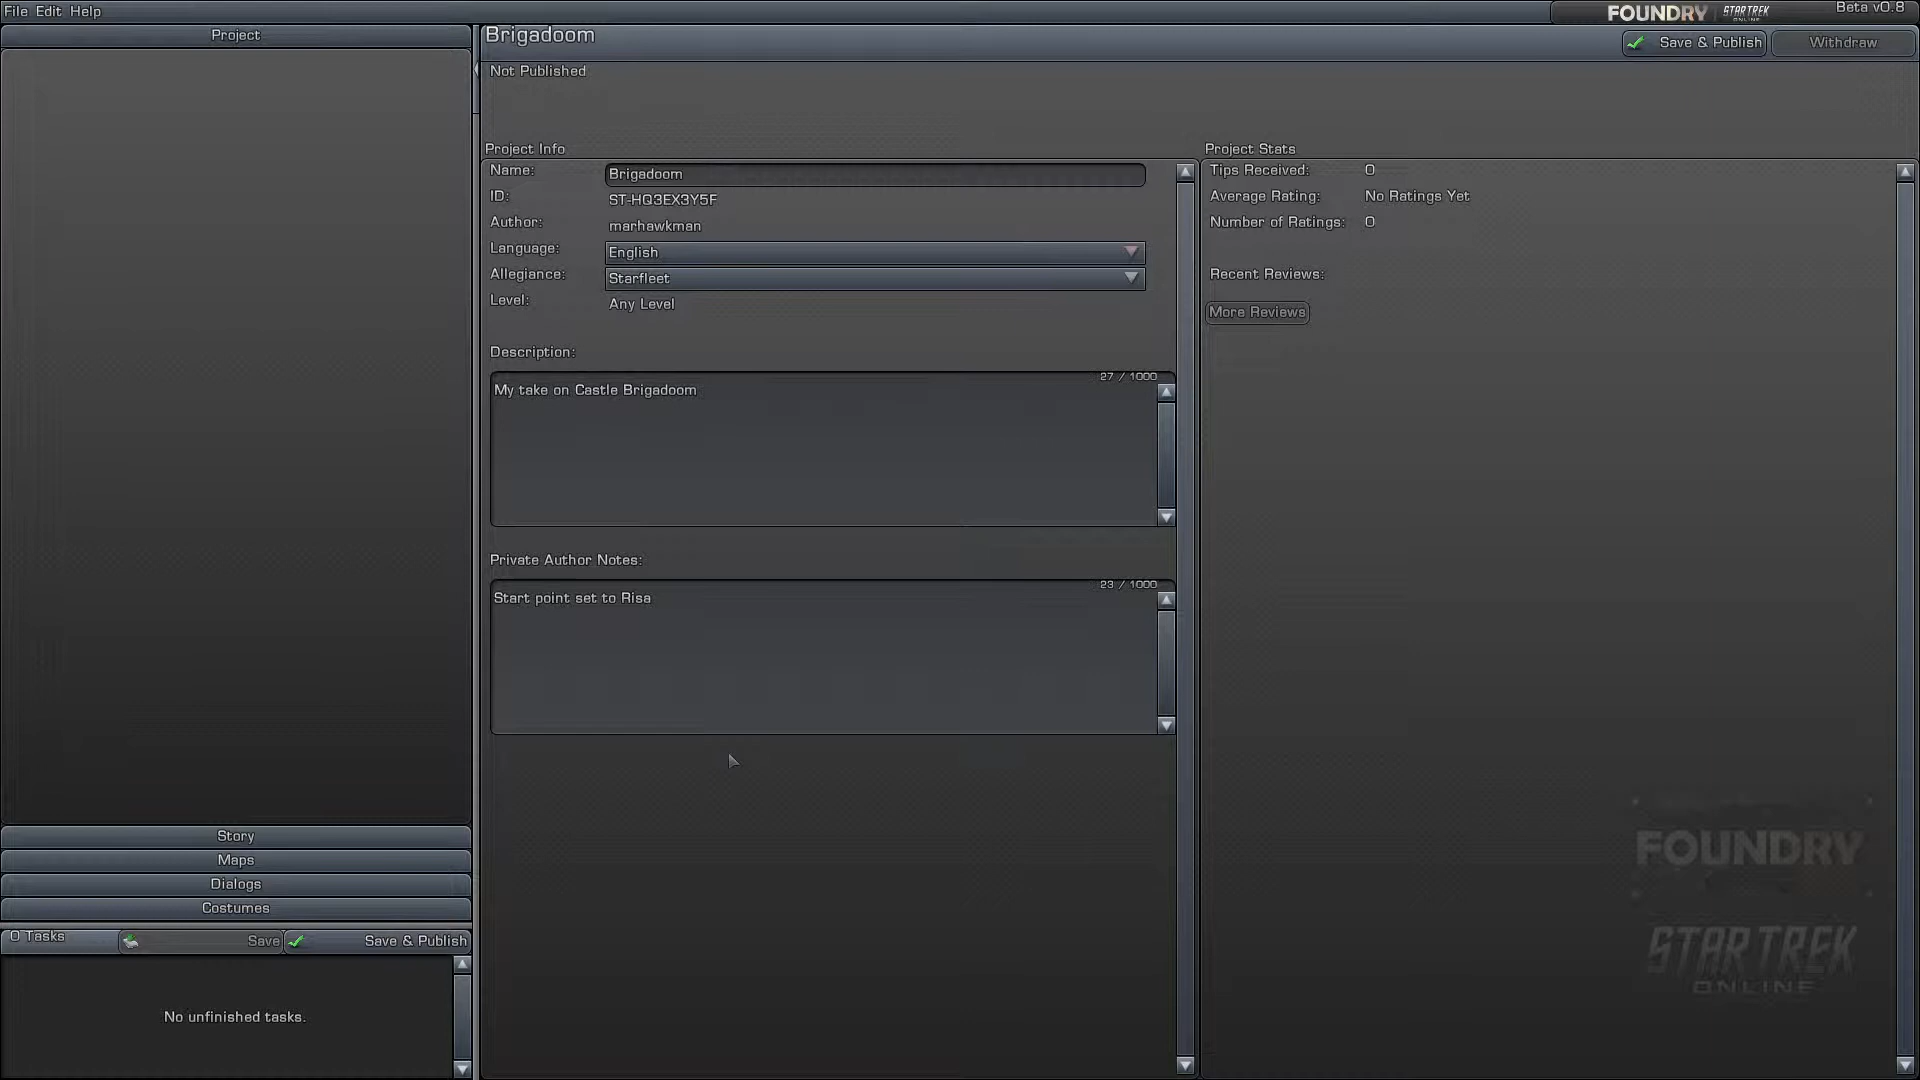 File Edit Help
FOUNDRY STAR TREK ONLINE Beta v0.8
Project
Brigadoom
Save & Publish Withdraw
Not Published
Project Info
Name: Brigadoom
ID: ST-HQ3EX3Y5F
Author: marhawkman
Language: English
Allegiance: Starfleet
Level: Any Level
Description:
27 / 1000
My take on Castle Brigadoom
Private Author Notes:
23 / 1000
Start point set to Risa
Project Stats
Tips Received: 0
Average Rating: No Ratings Yet
Number of Ratings: 0
Recent Reviews:
More Reviews
Story
Maps
Dialogs
Costumes
0 Tasks Save Save & Publish
No unfinished tasks.
FOUNDRY
STAR TREK
ONLINE